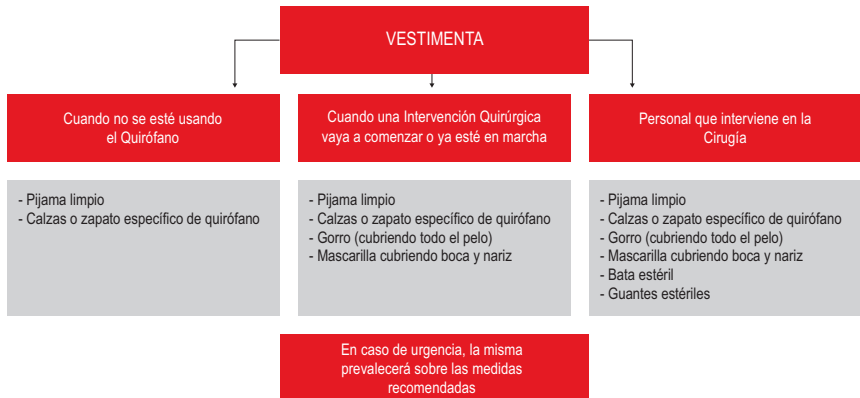 VESTIMENTA
Cuando no se esté usando
el Quirófano
Cuando una Intervención Quirúrgica
vaya a comenzar o ya esté en marcha
Personal que interviene en la
Cirugía
- Pijama limpio
- Calzas o zapato específico de quirófano
- Pijama limpio
- Calzas o zapato específico de quirófano
- Gorro (cubriendo todo el pelo)
- Mascarilla cubriendo boca y nariz
- Pijama limpio
- Calzas o zapato específico de quirófano
- Gorro (cubriendo todo el pelo)
- Mascarilla cubriendo boca y nariz
- Bata estéril
- Guantes estériles
En caso de urgencia, la misma
prevalecerá sobre las medidas
recomendadas